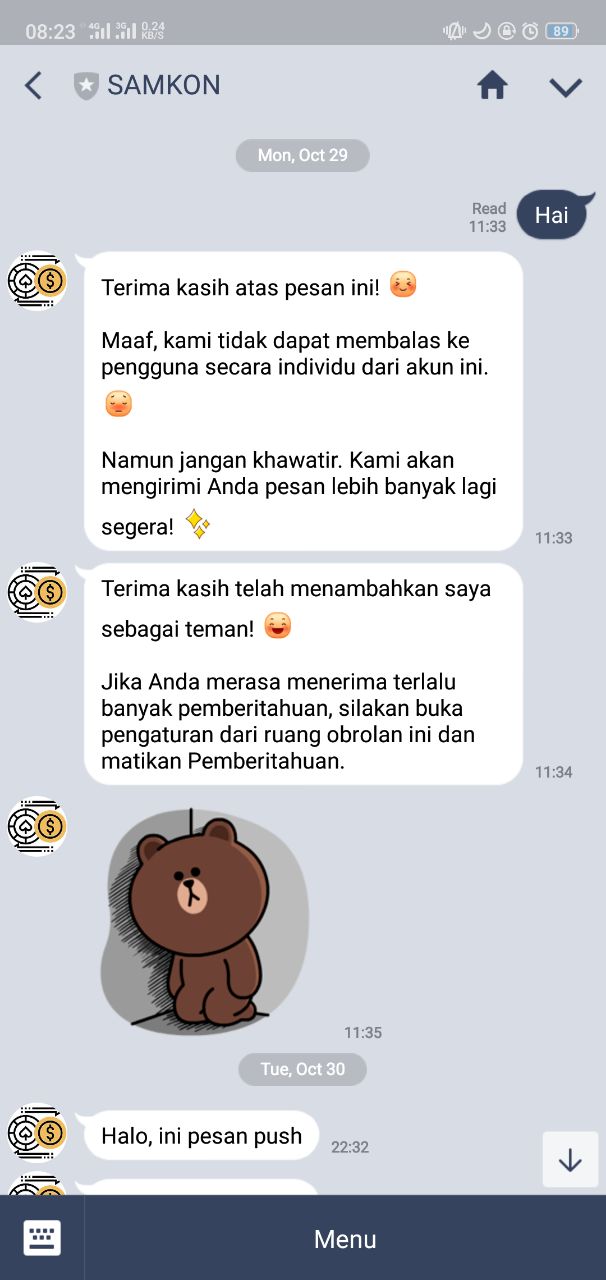 08:23 4G 3G 0.24 KB/S 89
SAMKON
Mon, Oct 29
Read
11:33
Hai
Terima kasih atas pesan ini!
Maaf, kami tidak dapat membalas ke
pengguna secara individu dari akun ini.
Namun jangan khawatir. Kami akan
mengirimi Anda pesan lebih banyak lagi
segera!
11:33
Terima kasih telah menambahkan saya
sebagai teman!
Jika Anda merasa menerima terlalu
banyak pemberitahuan, silakan buka
pengaturan dari ruang obrolan ini dan
matikan Pemberitahuan.
11:34
11:35
Tue, Oct 30
Halo, ini pesan push
22:32
Menu